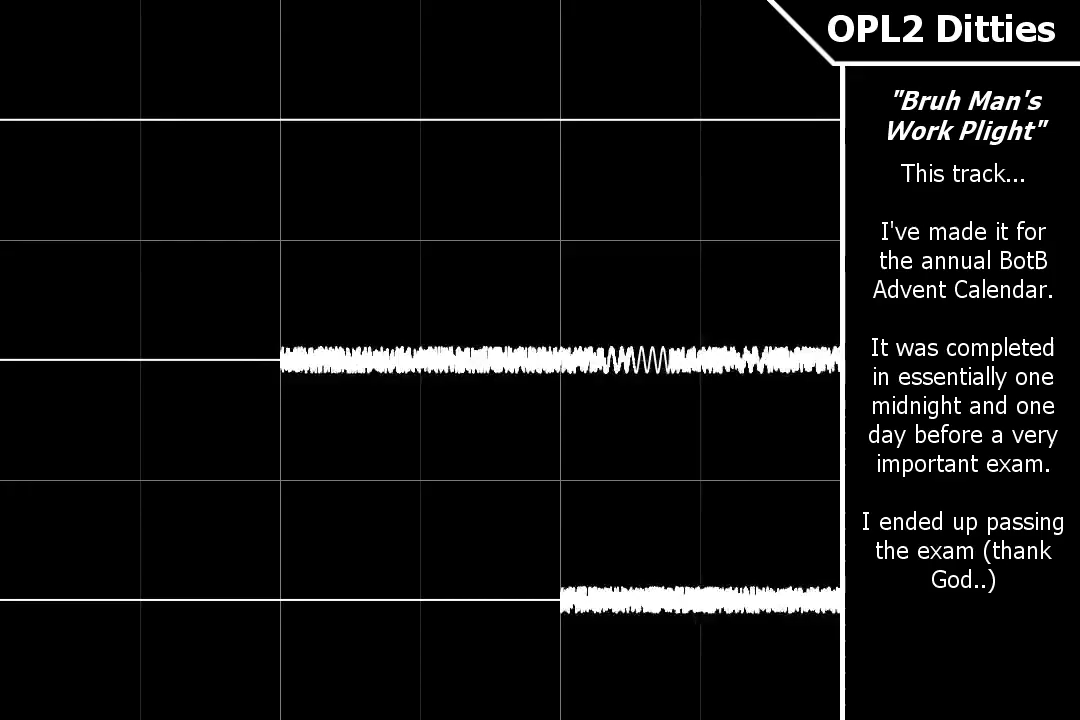 OPL2 Ditties
"Bruh Man's
Work Plight"
This track...
I've made it for
the annual BotB
Advent Calendar.
It was completed
in essentially one
midnight and one
day before a very
important exam.
I ended up passing
the exam (thank
God..)